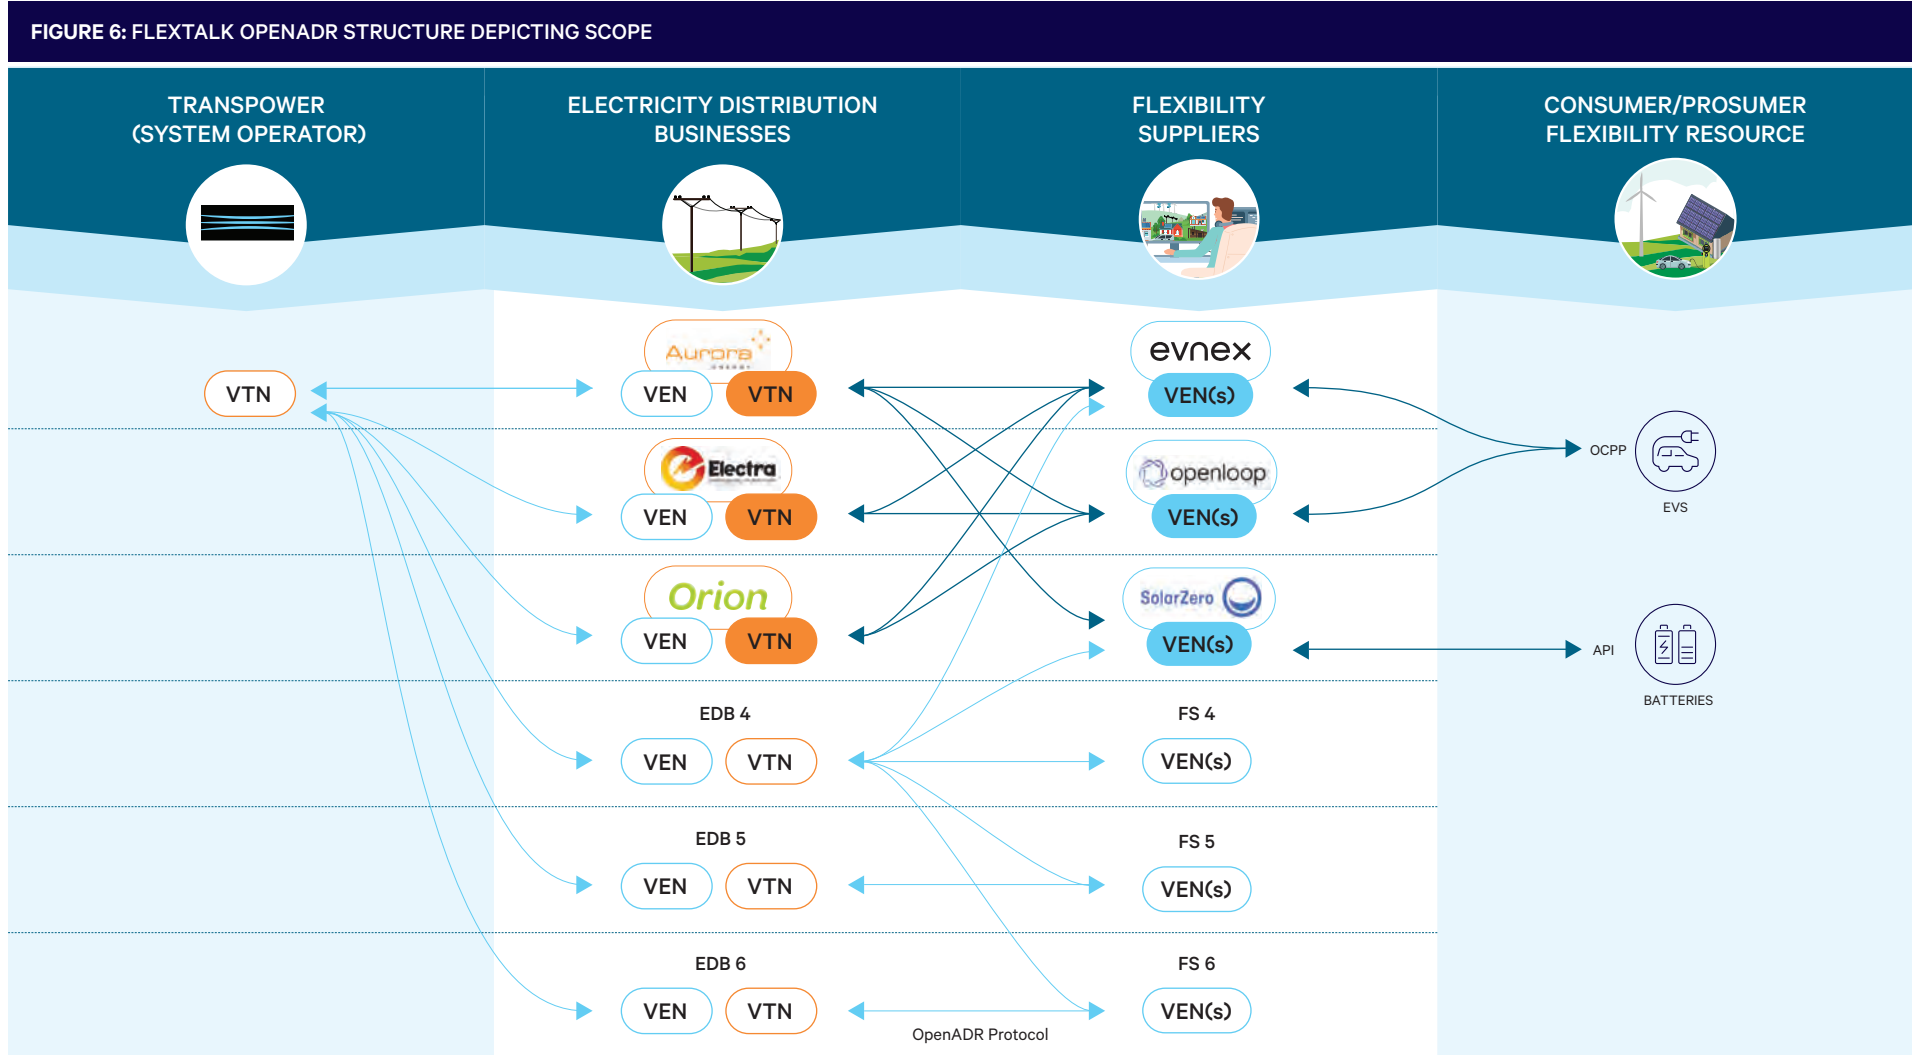 FIGURE 6: FLEXTALK OPENADR STRUCTURE DEPICTING SCOPE
TRANSPOWER
(SYSTEM OPERATOR)
ELECTRICITY DISTRIBUTION
BUSINESSES
FLEXIBILITY
SUPPLIERS
CONSUMER/PROSUMER
FLEXIBILITY RESOURCE
Aurora
ENERGY
evnex
VTN
VEN
VTN
VEN(s)
Electra
openloop
OCPP
EVS
VEN
VTN
VEN(s)
Orion
SolarZero
VEN
VTN
VEN(s)
API
BATTERIES
EDB 4
FS 4
VEN
VTN
VEN(s)
EDB 5
FS 5
VEN
VTN
VEN(s)
EDB 6
FS 6
VEN
VTN
VEN(s)
OpenADR Protocol